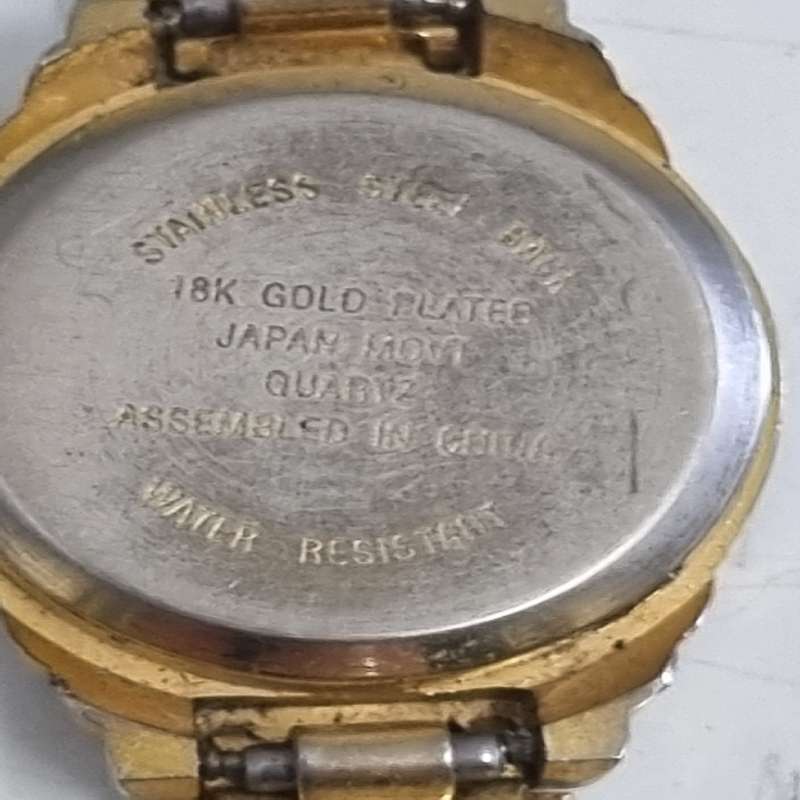 STAINLESS STEEL BACK
18K GOLD PLATED
JAPAN MOVT
QUARTZ
ASSEMBLED IN CHINA
WATER RESISTANT